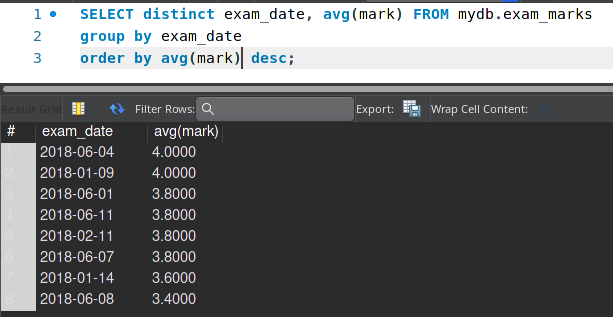 1 SELECT distinct exam_date, avg(mark) FROM mydb.exam_marks
2 group by exam_date
3 order by avg(mark) desc;
Result Grid Filter Rows: Export: Wrap Cell Content:
# exam_date avg(mark)
1 2018-06-04 4.0000
2 2018-01-09 4.0000
3 2018-06-01 3.8000
4 2018-06-11 3.8000
5 2018-02-11 3.8000
6 2018-06-07 3.8000
7 2018-01-14 3.6000
8 2018-06-08 3.4000